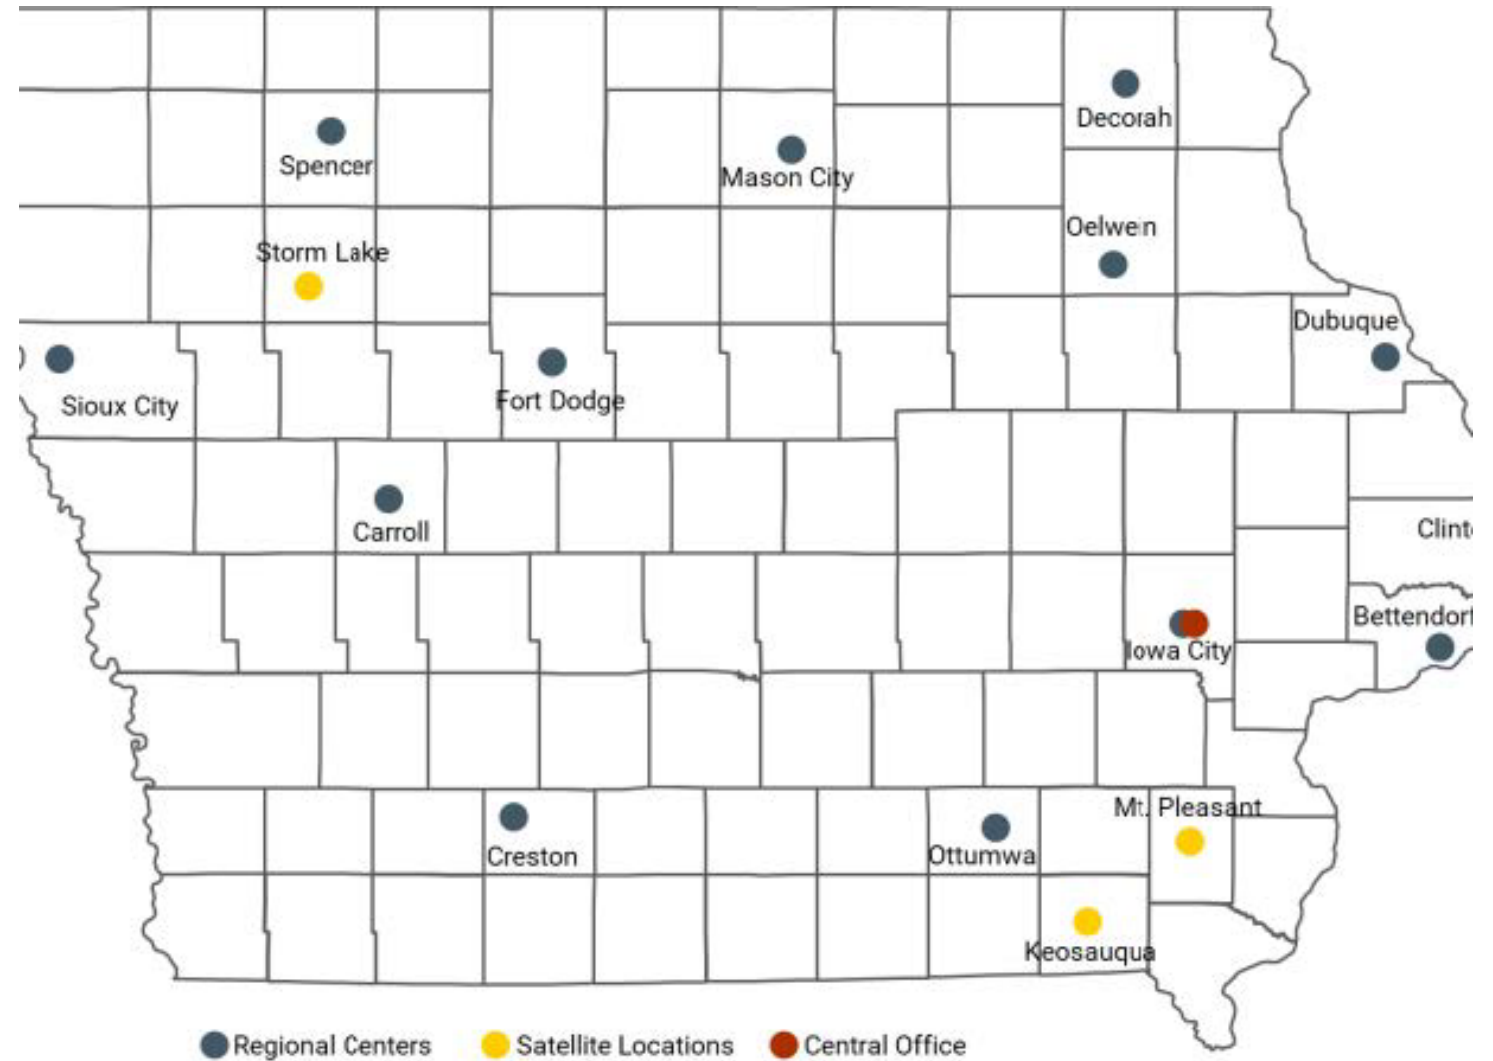 Decorah
Spencer
Mason City
Oelwein
Storm Lake
Dubuque
Sioux City
Fort Dodge
Carroll
Clint
Bettendorf
Iowa City
Mt. Pleasant
Creston
Ottumwa
Keosauqua
Regional Centers
Satellite Locations
Central Office